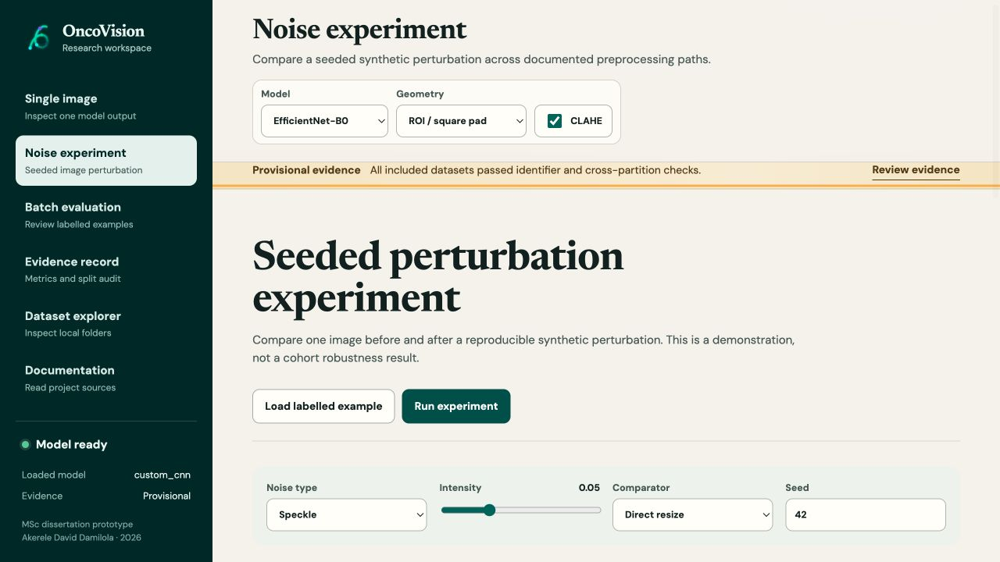 OncoVision
Research workspace
Single image
Inspect one model output
Noise experiment
Seeded image perturbation
Batch evaluation
Review labelled examples
Evidence record
Metrics and split audit
Dataset explorer
Inspect local folders
Documentation
Read project sources
Model ready
Loaded model custom_cnn
Evidence Provisional
MSc dissertation prototype
Akerele David Damilola · 2026
Noise experiment
Compare a seeded synthetic perturbation across documented preprocessing paths.
Model Geometry
EfficientNet-B0 ROI / square pad CLAHE
Provisional evidence All included datasets passed identifier and cross-partition checks. Review evidence
Seeded perturbation
experiment
Compare one image before and after a reproducible synthetic perturbation. This is a demonstration,
not a cohort robustness result.
Load labelled example Run experiment
Noise type Intensity 0.05 Comparator Seed
Speckle Direct resize 42